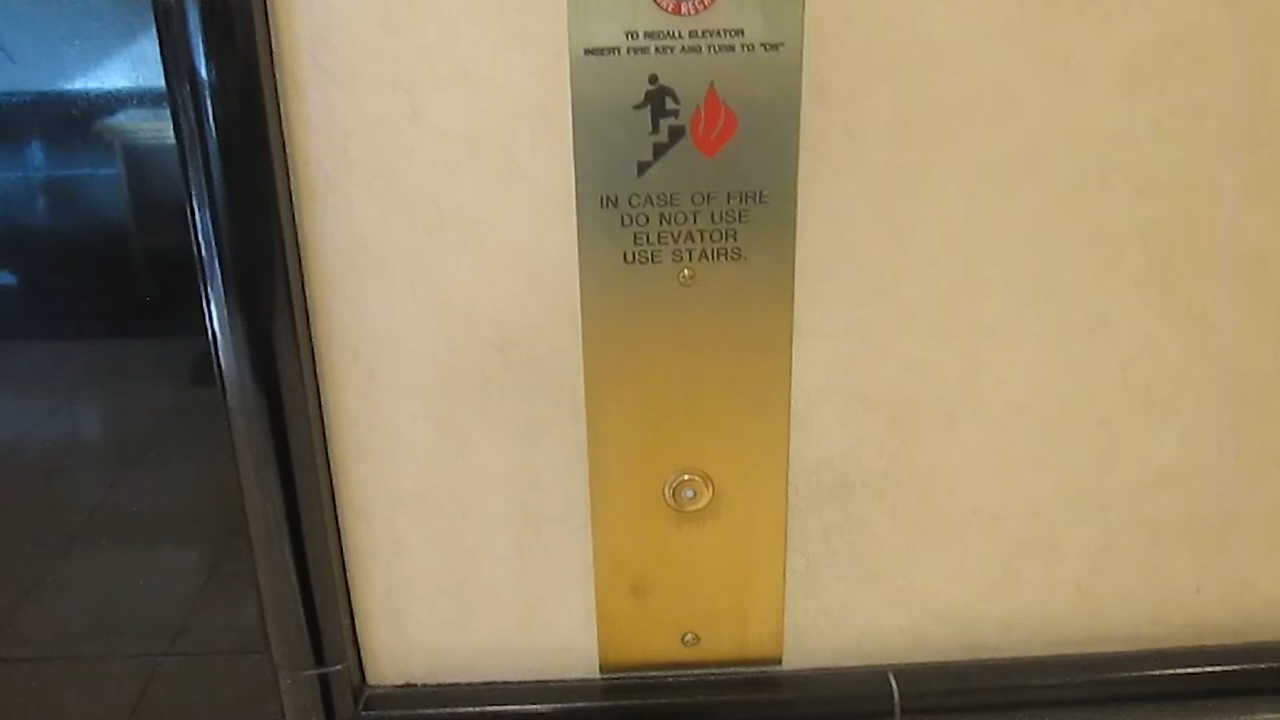 TO RECALL ELEVATOR
INSERT FIRE KEY AND TURN TO "ON"
IN CASE OF FIRE
DO NOT USE
ELEVATOR
USE STAIRS.